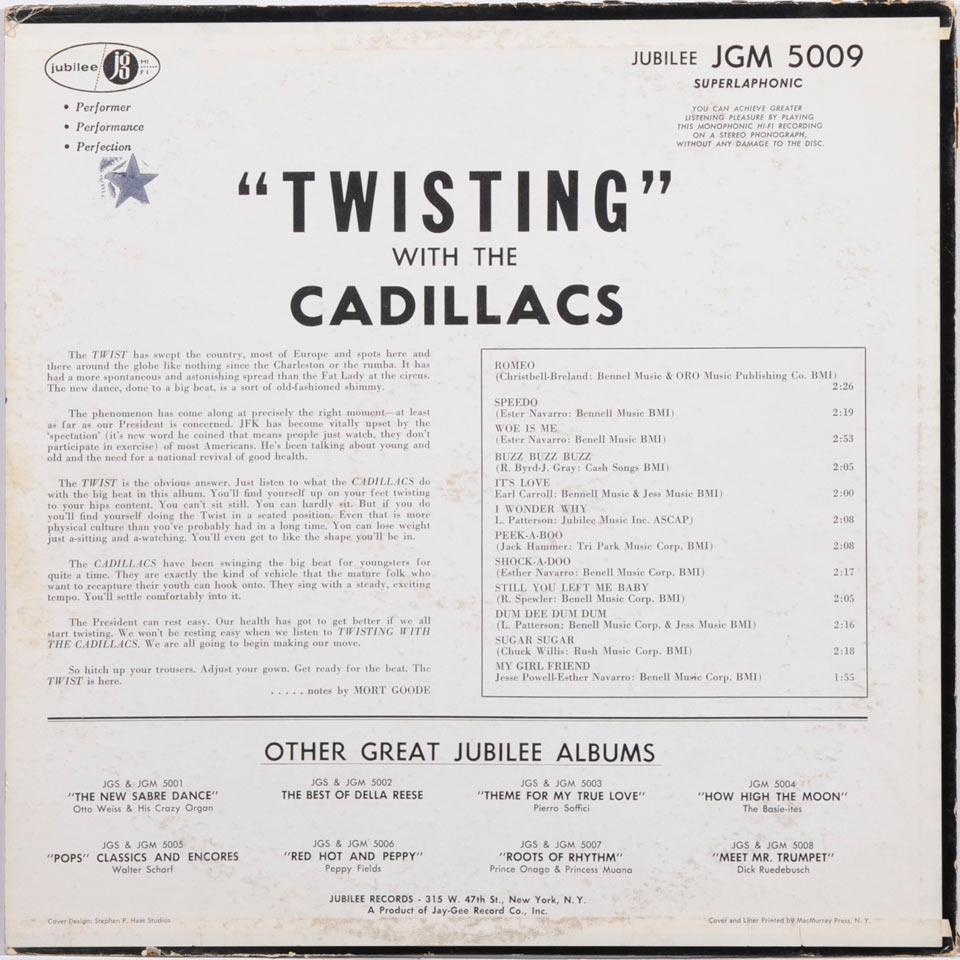 jubilee jg HI FI
• Performer
• Performance
• Perfection
JUBILEE JGM 5009
SUPERLAPHONIC
YOU CAN ACHIEVE GREATER
LISTENING PLEASURE BY PLAYING
THIS MONOPHONIC HI-FI RECORDING
ON A STEREO PHONOGRAPH,
WITHOUT ANY DAMAGE TO THE DISC.
"TWISTING"
WITH THE
CADILLACS
The TWIST has swept the country, most of Europe and spots here and
there around the globe like nothing since the Charleston or the rumba. It has
had a more spontaneous and astonishing spread than the Fat Lady at the circus.
The new dance, done to a big beat, is a sort of old-fashioned shimmy.
The phenomenon has come along at precisely the right moment—at least
as far as our President is concerned. JFK has become vitally upset by the
'spectation' (it's new word he coined that means people just watch, they don't
participate in exercise) of most Americans. He's been talking about young and
old and the need for a national revival of good health.
The TWIST is the obvious answer. Just listen to what the CADILLACS do
with the big beat in this album. You'll find yourself up on your feet twisting
to your hips content. You can't sit still. You can hardly sit. But if you do
you'll find yourself doing the Twist in a seated position. Even that is more
physical culture than you've probably had in a long time. You can lose weight
just a-sitting and a-watching. You'll even get to like the shape you'll be in.
The CADILLACS have been swinging the big beat for youngsters for
quite a time. They are exactly the kind of vehicle that the mature folk who
want to recapture their youth can hook onto. They sing with a steady, exciting
tempo. You'll settle comfortably into it.
The President can rest easy. Our health has got to get better if we all
start twisting. We won't be resting easy when we listen to TWISTING WITH
THE CADILLACS. We are all going to begin making our move.
So hitch up your trousers. Adjust your gown. Get ready for the beat. The
TWIST is here.
. . . . . notes by MORT GOODE
ROMEO
(Christbell-Breland: Bennel Music & ORO Music Publishing Co. BMI)
2:26
SPEEDO
(Ester Navarro: Bennell Music BMI) 2:19
WOE IS ME
(Ester Navarro: Benell Music BMI) 2:53
BUZZ BUZZ BUZZ
(R. Byrd-J. Gray: Cash Songs BMI) 2:05
IT'S LOVE
Earl Carroll: Bennell Music & Jess Music BMI) 2:00
I WONDER WHY
L. Patterson: Jubilee Music Inc. ASCAP) 2:08
PEEK-A-BOO
(Jack Hammer: Tri Park Music Corp. BMI) 2:08
SHOCK-A-DOO
(Esther Navarro: Benell Music Corp. BMI) 2:17
STILL YOU LEFT ME BABY
(R. Spewler: Benell Music Corp. BMI) 2:05
DUM DEE DUM DUM
(L. Patterson: Benell Music Corp. & Jess Music BMI) 2:16
SUGAR SUGAR
(Chuck Willis: Rush Music Corp. BMI) 2:18
MY GIRL FRIEND
Jesse Powell-Esther Navarro: Benell Music Corp. BMI) 1:55
OTHER GREAT JUBILEE ALBUMS
JGS & JGM 5001
"THE NEW SABRE DANCE"
Otto Weiss & His Crazy Organ
JGS & JGM 5002
THE BEST OF DELLA REESE
JGS & JGM 5003
"THEME FOR MY TRUE LOVE"
Pierro Soffici
JGM 5004
"HOW HIGH THE MOON"
The Basie-ites
JGS & JGM 5005
"POPS" CLASSICS AND ENCORES
Walter Scharf
JGS & JGM 5006
"RED HOT AND PEPPY"
Peppy Fields
JGS & JGM 5007
"ROOTS OF RHYTHM"
Prince Onago & Princess Muana
JGS & JGM 5008
"MEET MR. TRUMPET"
Dick Ruedebusch
JUBILEE RECORDS - 315 W. 47th St., New York, N. Y.
A Product of Jay-Gee Record Co., Inc.
Cover Design: Stephen P. Haas Studios
Cover and Liner Printed by MacMurray Press, N. Y.